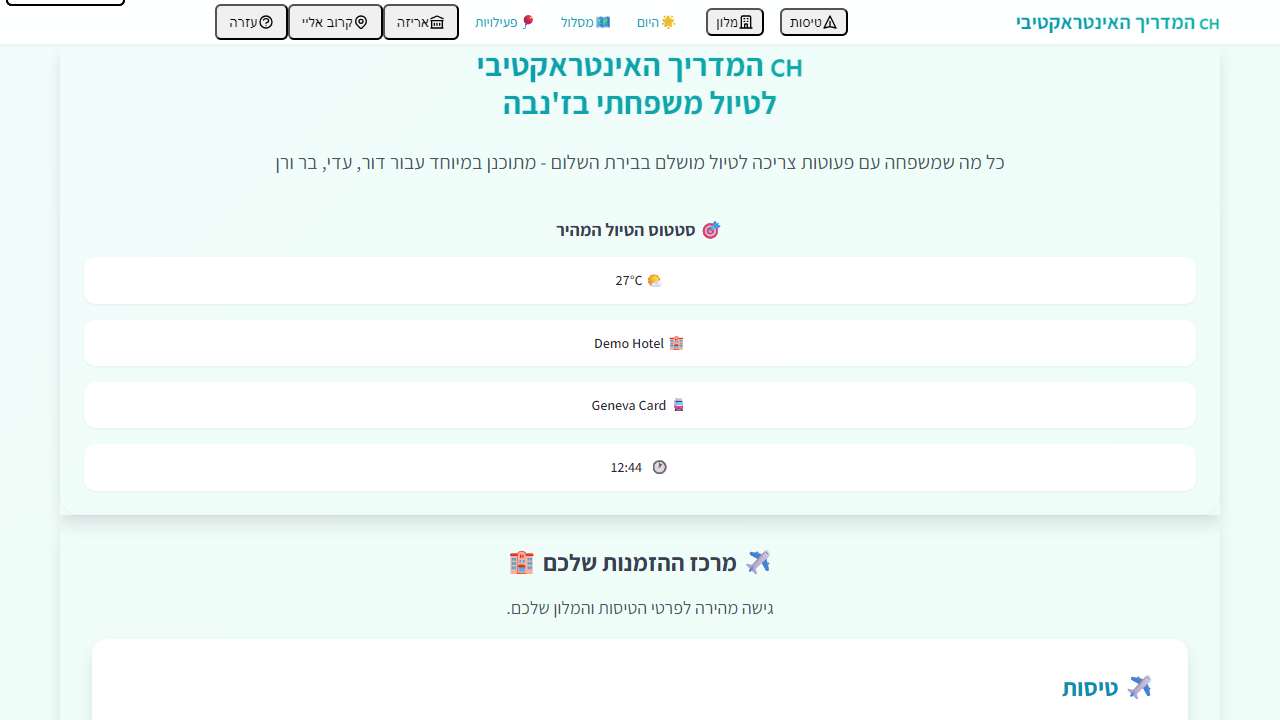 CH המדריך האינטראקטיבי
טיסות
מלון
היום
מסלול
פעילויות
אריזה
קרוב אליי
עזרה
CH המדריך האינטראקטיבי
לטיול משפחתי בז'נבה
כל מה שמשפחה עם פעוטות צריכה לטיול מושלם בבירת השלום - מתוכנן במיוחד עבור דור, עדי, בר ורן
סטטוס הטיול המהיר
27°C
Demo Hotel
Geneva Card
12:44
מרכז ההזמנות שלכם
גישה מהירה לפרטי הטיסות והמלון שלכם.
טיסות